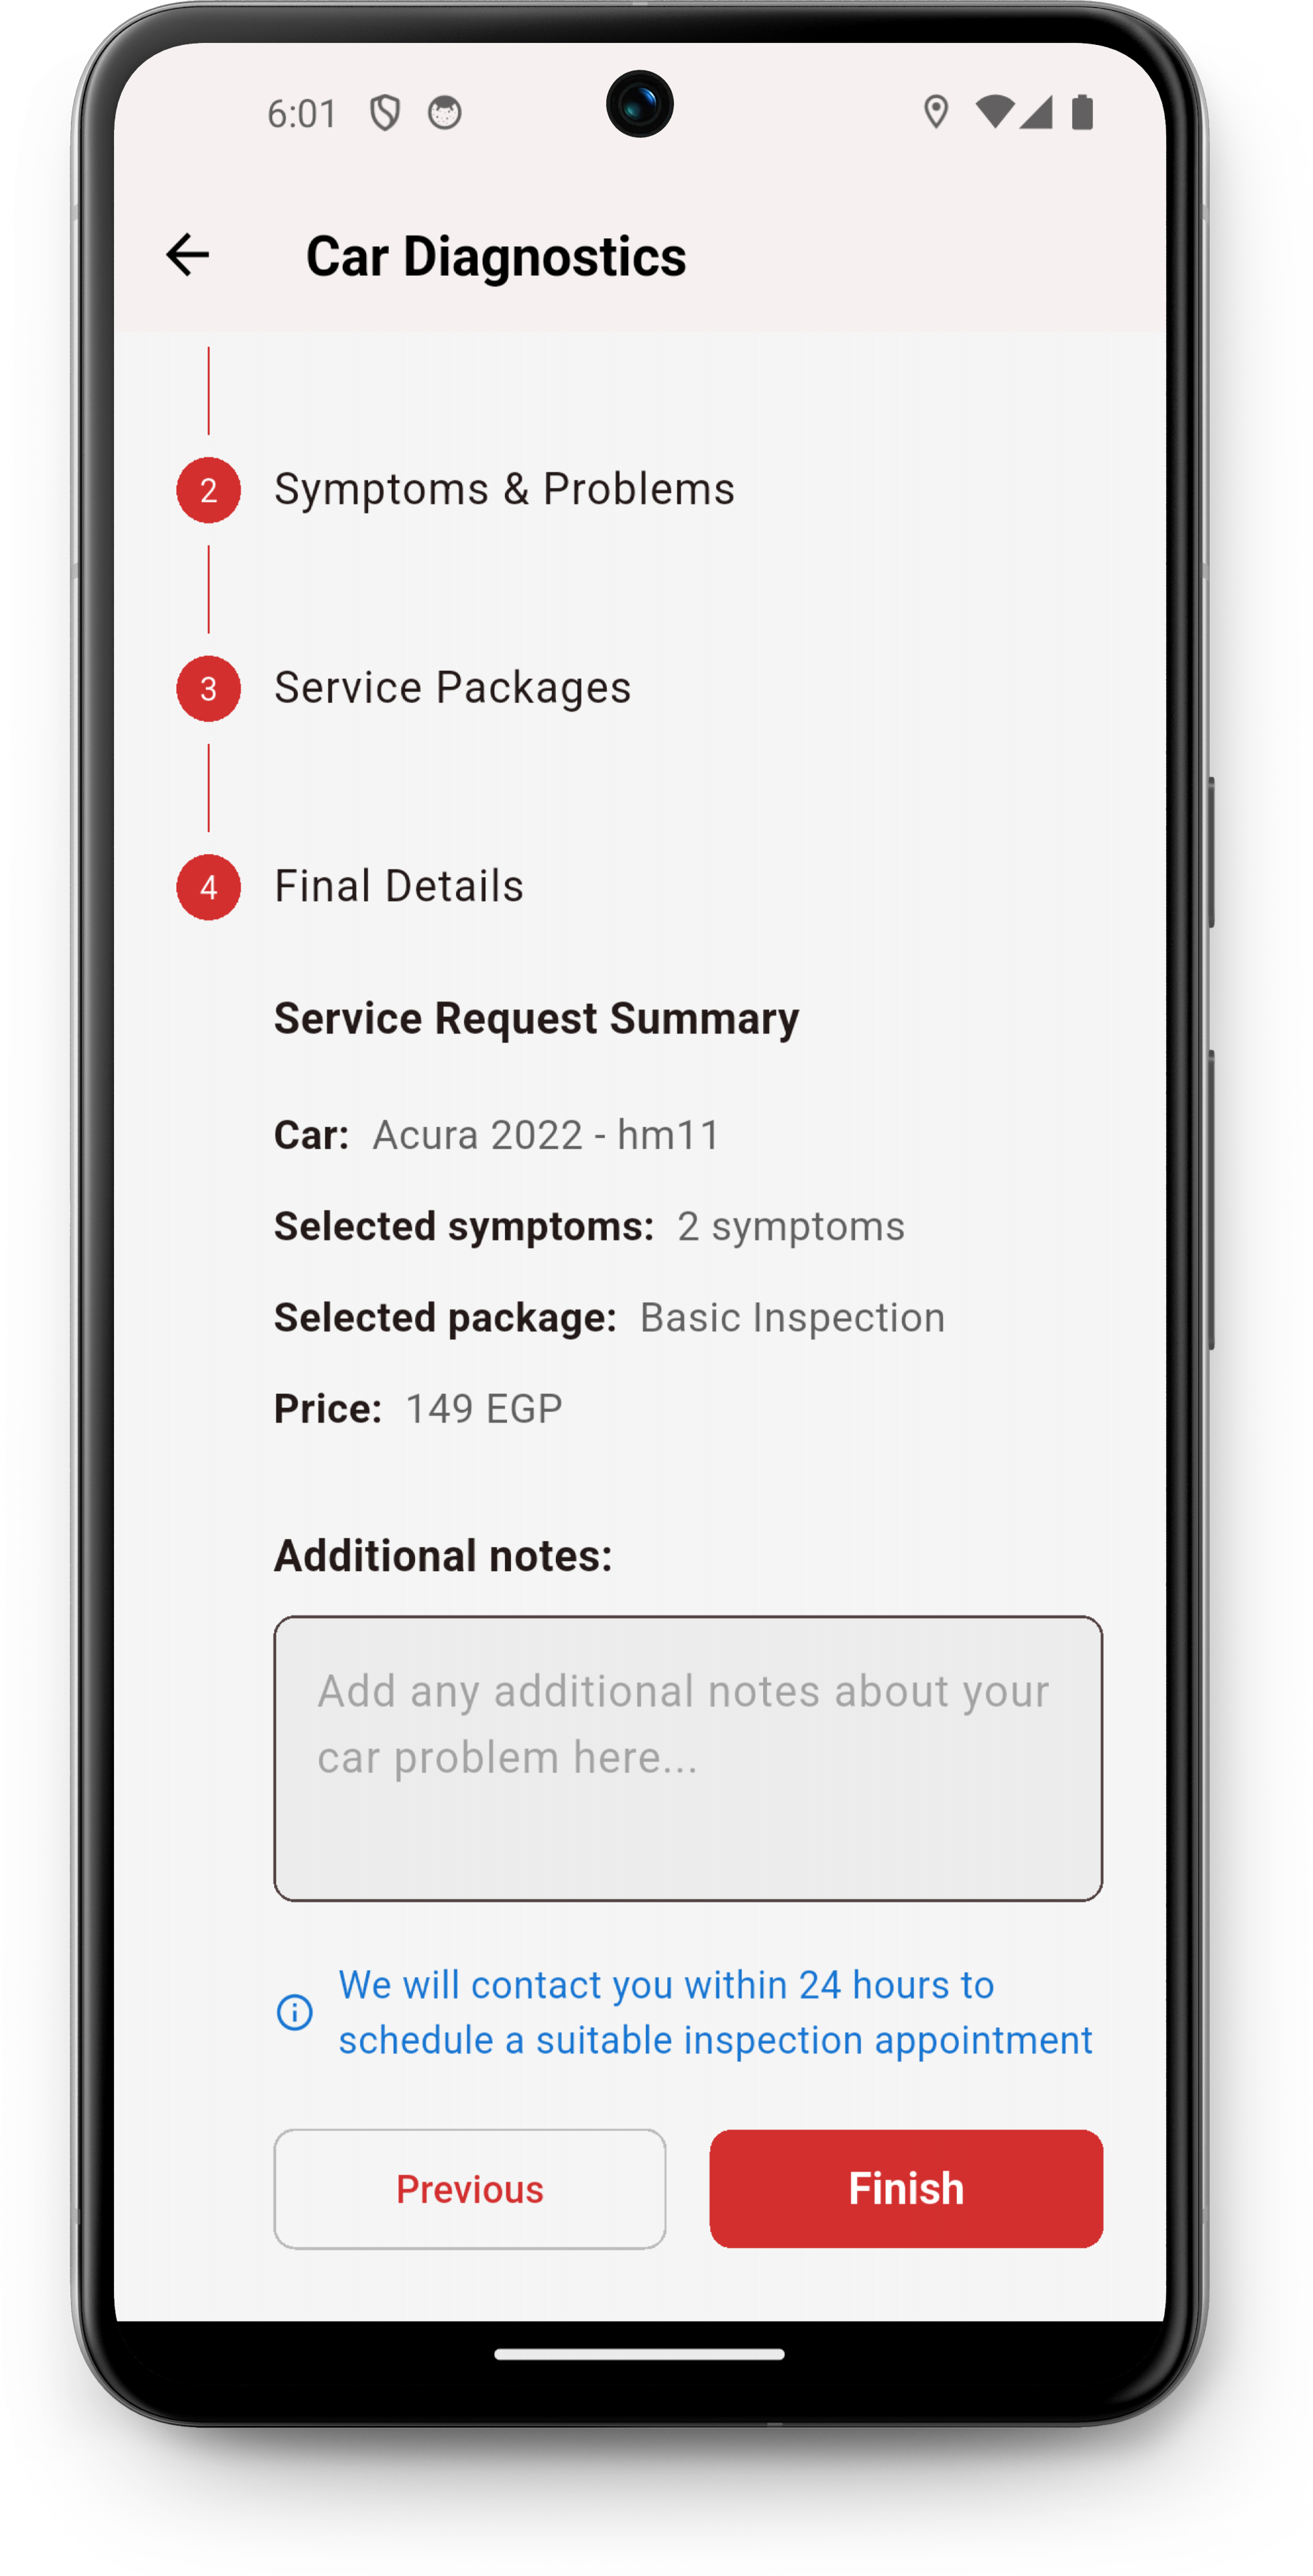 6:01
Car Diagnostics
2 Symptoms & Problems
3 Service Packages
4 Final Details
Service Request Summary
Car: Acura 2022 - hm11
Selected symptoms: 2 symptoms
Selected package: Basic Inspection
Price: 149 EGP
Additional notes:
Add any additional notes about your
car problem here...
We will contact you within 24 hours to
schedule a suitable inspection appointment
Previous Finish